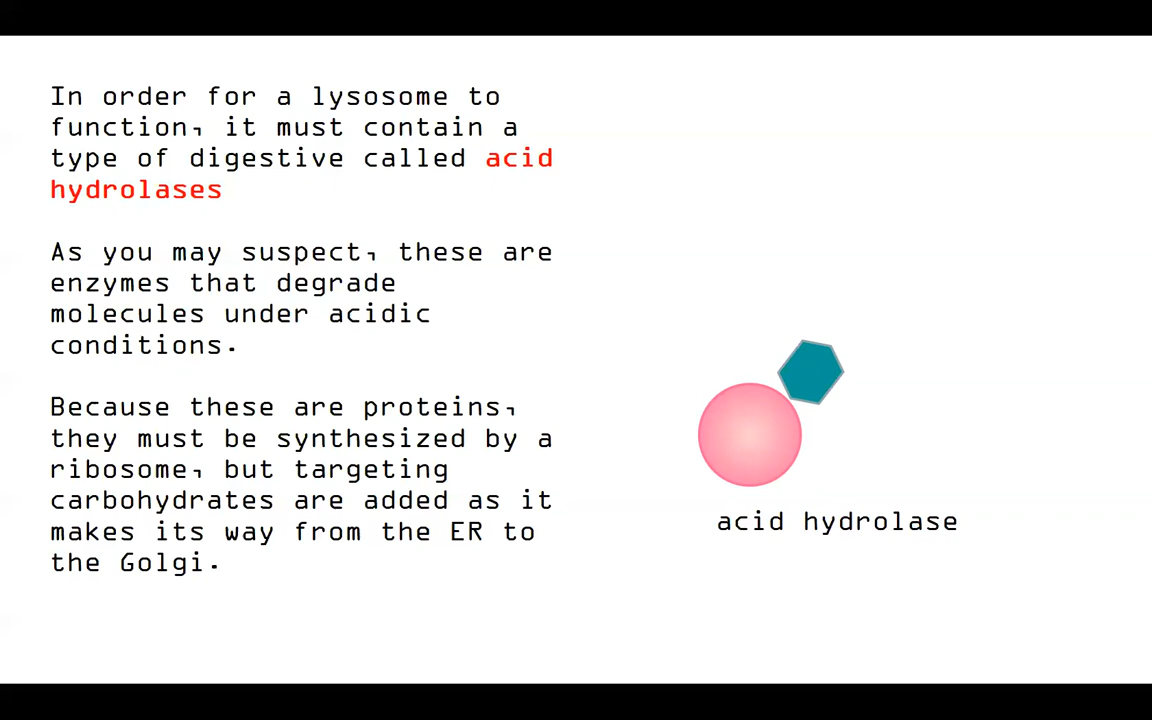 In order for a lysosome to
function, it must contain a
type of digestive called acid
hydrolases
As you may suspect, these are
enzymes that degrade
molecules under acidic
conditions.
Because these are proteins,
they must be synthesized by a
ribosome, but targeting
carbohydrates are added as it
makes its way from the ER to
the Golgi.
acid hydrolase